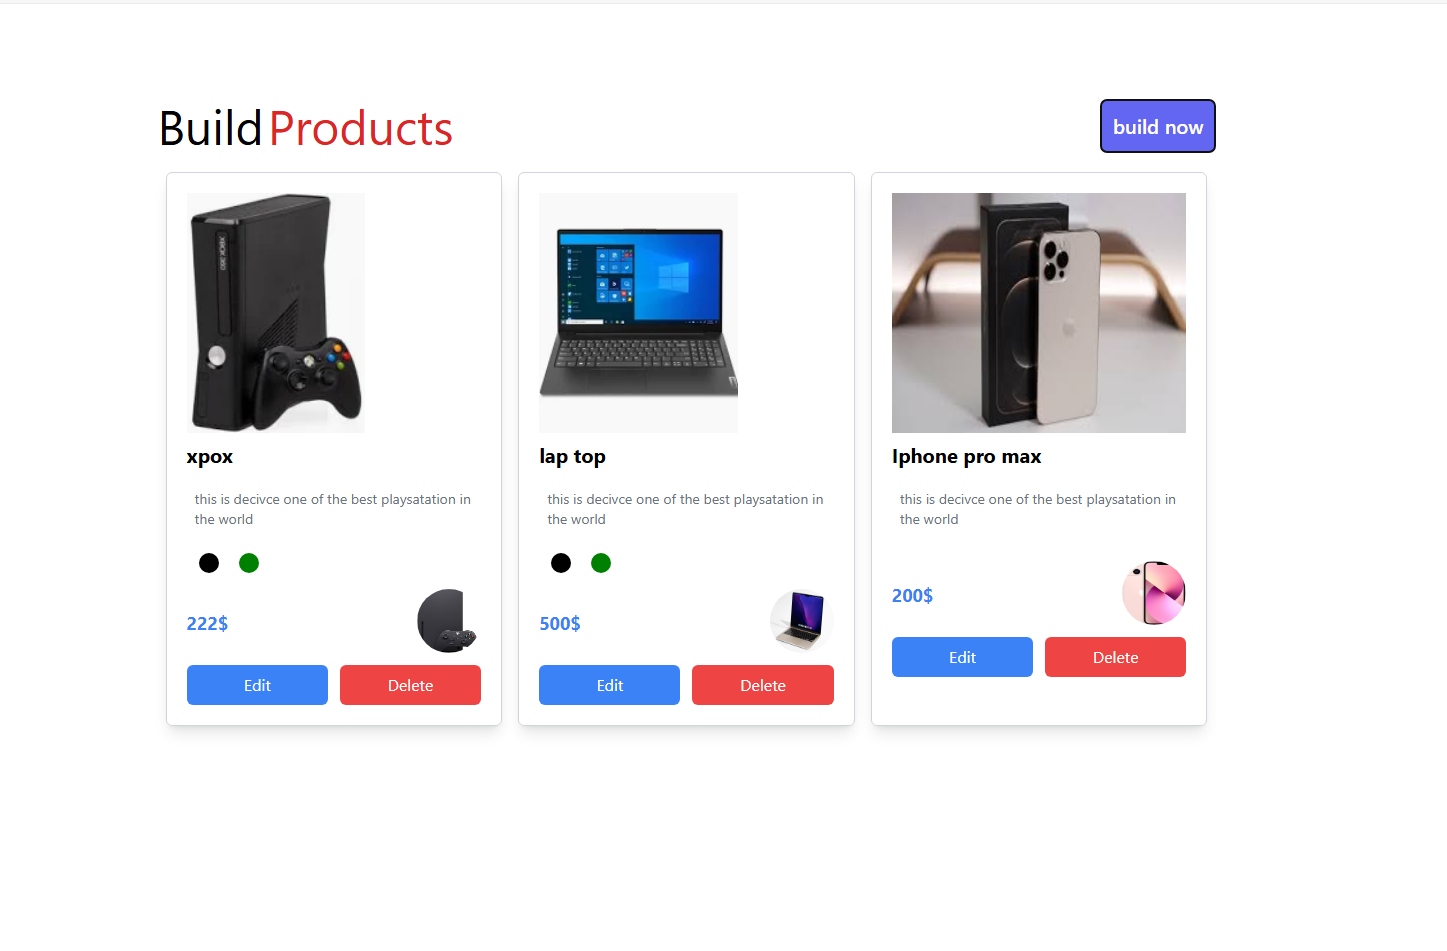 Build Products
build now
XBOX 360
xpox
this is decivce one of the best playsatation in
the world
222$
Edit
Delete
lap top
this is decivce one of the best playsatation in
the world
500$
Edit
Delete
Iphone pro max
this is decivce one of the best playsatation in
the world
200$
Edit
Delete